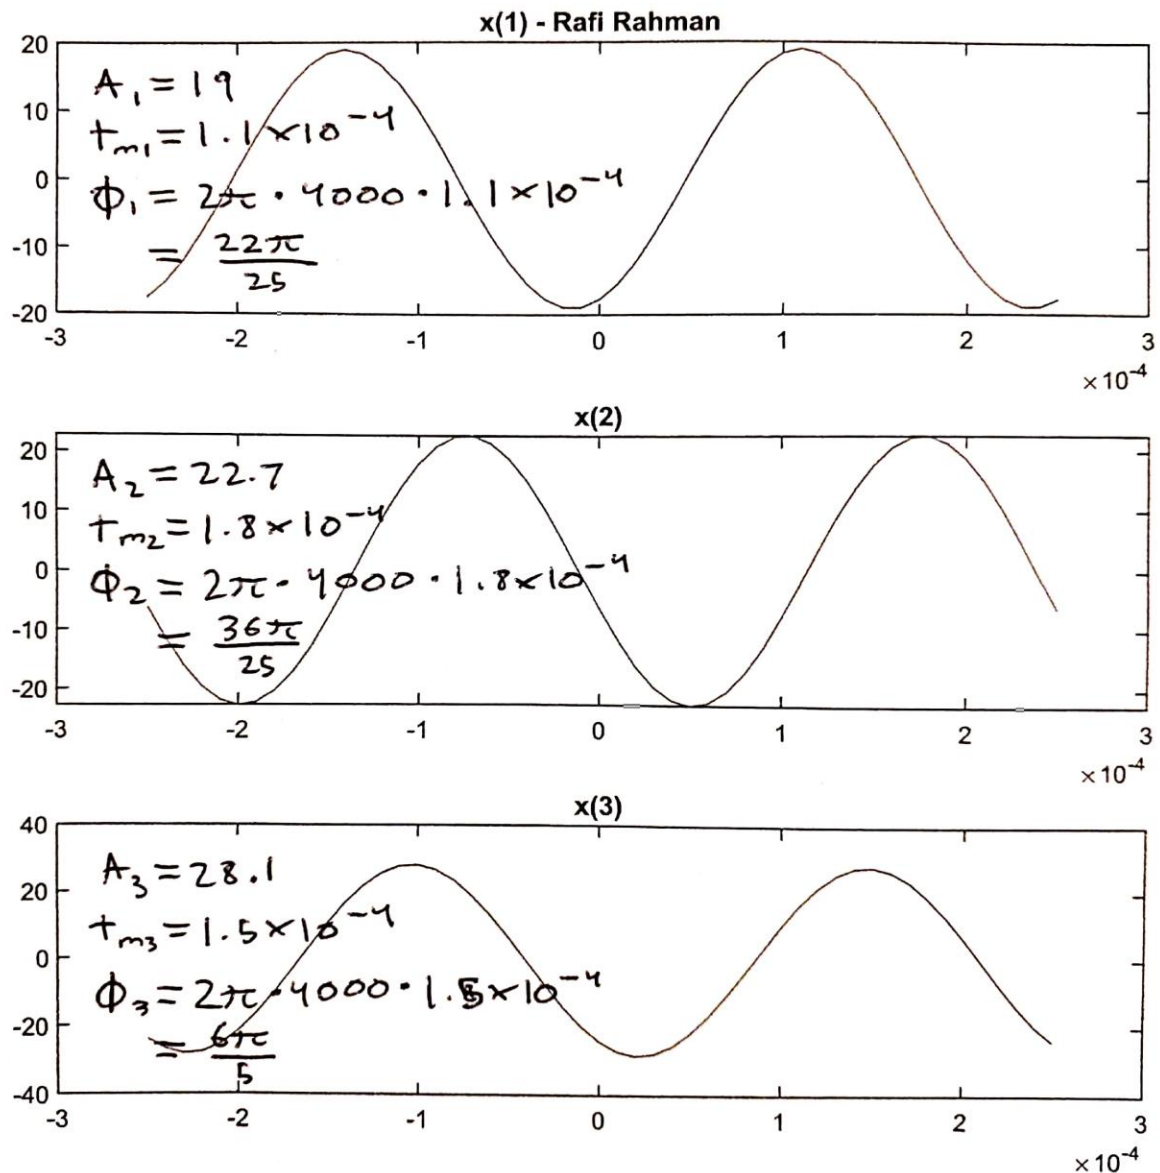 x(1) - Rafi Rahman
20
10
0
-10
-20
A₁ = 19
tₘ₁ = 1.1 × 10⁻⁴
ϕ₁ = 2π · 4000 · 1.1 × 10⁻⁴
= 22π/25
-3 -2 -1 0 1 2 3
×10⁻⁴
x(2)
20
10
0
-10
-20
A₂ = 22.7
tₘ₂ = 1.8 × 10⁻⁴
ϕ₂ = 2π · 4000 · 1.8 × 10⁻⁴
= 36π/25
-3 -2 -1 0 1 2 3
×10⁻⁴
x(3)
40
20
0
-20
-40
A₃ = 28.1
tₘ₃ = 1.5 × 10⁻⁴
ϕ₃ = 2π · 4000 · 1.5 × 10⁻⁴
= 6π/5
-3 -2 -1 0 1 2 3
×10⁻⁴